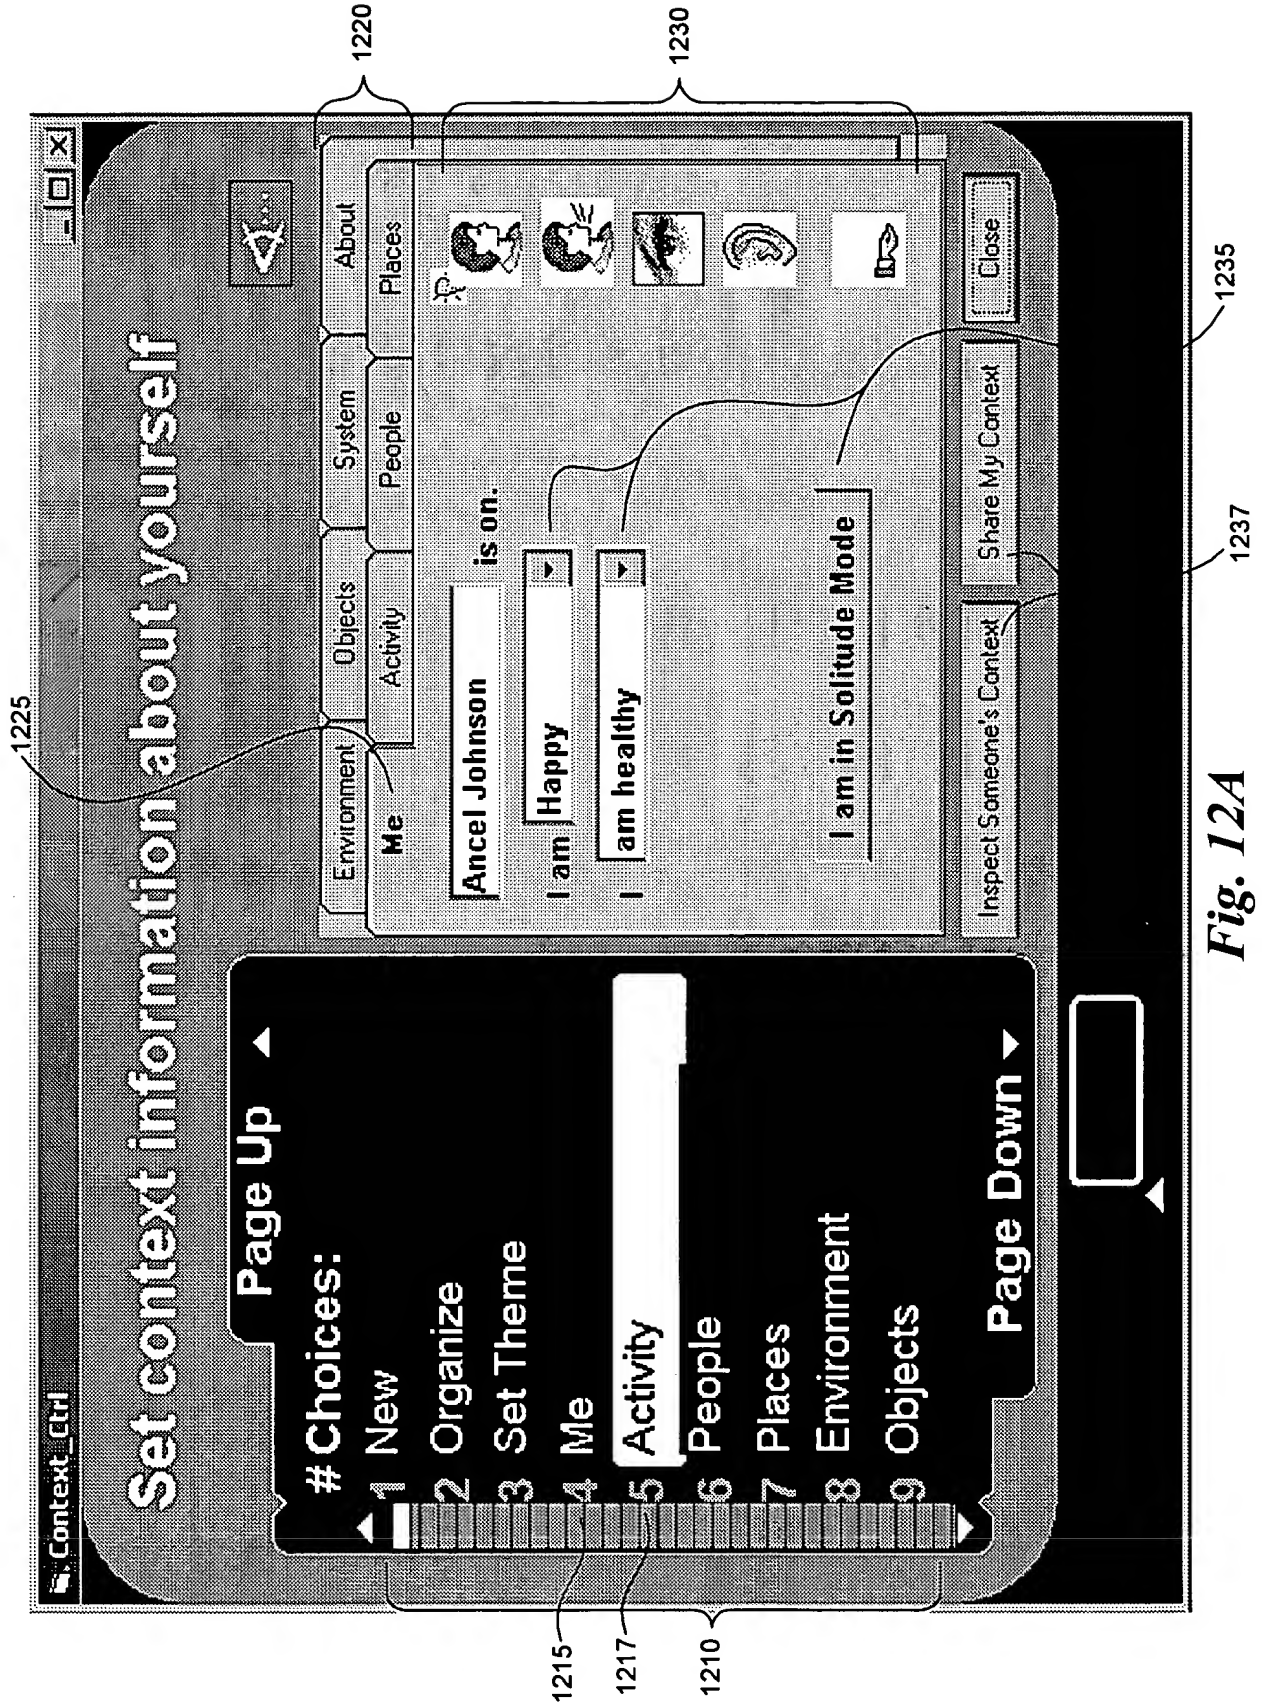 Context_Ctrl
Set context information about yourself
Page Up
# Choices:
1 New
2 Organize
3 Set Theme
4 Me
5 Activity
6 People
7 Places
8 Environment
9 Objects
Page Down
Environment Objects System About
Me Activity People Places
Ancel Johnson is on.
I am Happy
I am healthy
I am in Solitude Mode
Inspect Someone's Context Share My Context Close
1210
1215
1217
1220
1225
1230
1235
1237
Fig. 12A